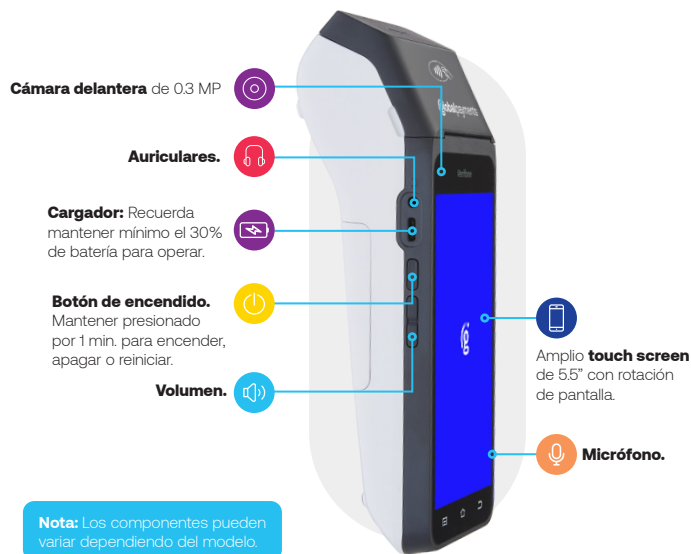 Cámara delantera de 0.3 MP
Auriculares.
Cargador: Recuerda
mantener mínimo el 30%
de batería para operar.
Botón de encendido.
Mantener presionado
por 1 min. para encender,
apagar o reiniciar.
Volumen.
globalpayments
Verifone
Amplio touch screen
de 5.5” con rotación
de pantalla.
Micrófono.
Nota: Los componentes pueden
variar dependiendo del modelo.